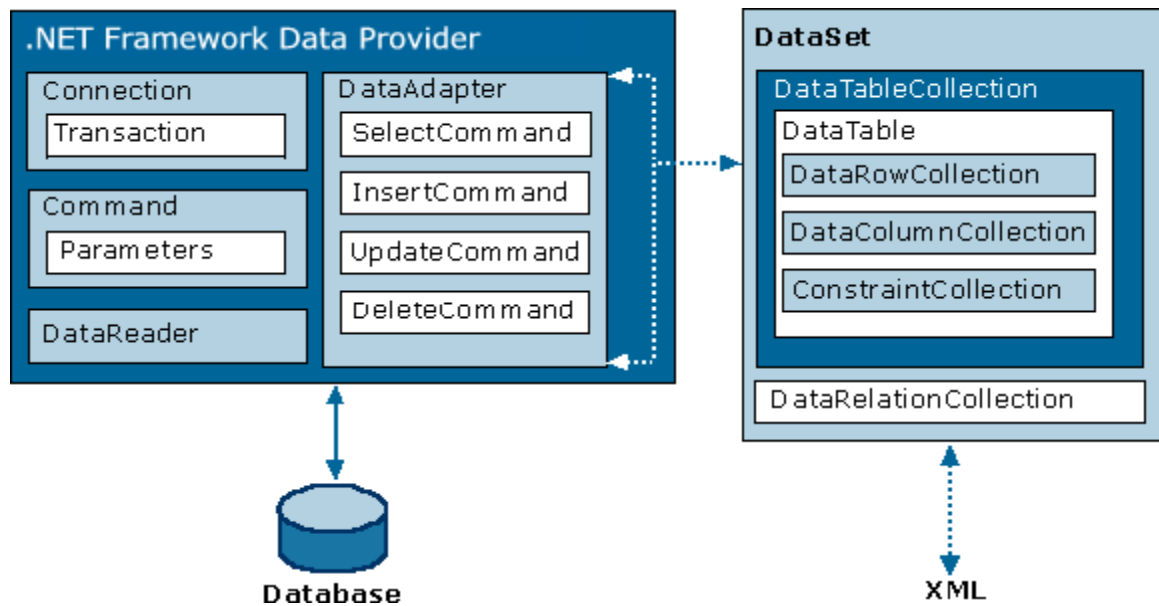 .NET Framework Data Provider
Connection
Transaction
Command
Parameters
DataReader
DataAdapter
SelectCommand
InsertCommand
UpdateCommand
DeleteCommand
Database
DataSet
DataTableCollection
DataTable
DataRowCollection
DataColumnCollection
ConstraintCollection
DataRelationCollection
XML